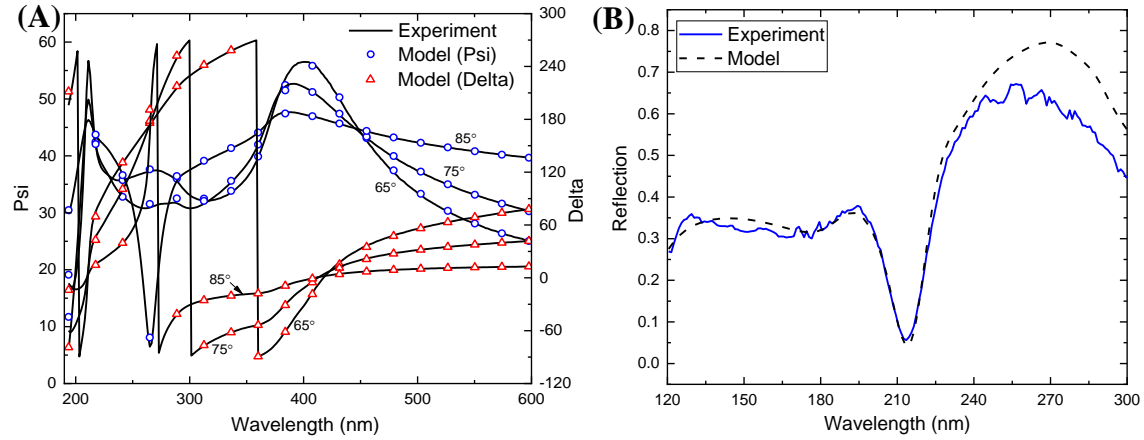 (A)
Experiment
Model (Psi)
Model (Delta)
85°
75°
65°
85°
75°
65°
Psi
60
50
40
30
20
10
0
Delta
300
240
180
120
60
0
-60
-120
200 300 400 500 600
Wavelength (nm)
(B)
Experiment
Model
Reflection
0.8
0.7
0.6
0.5
0.4
0.3
0.2
0.1
0.0
120 150 180 210 240 270 300
Wavelength (nm)